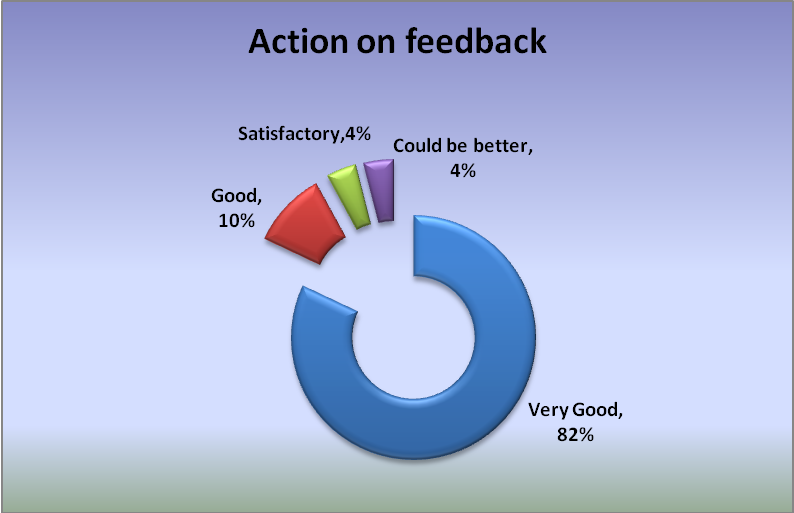 Action on feedback
Satisfactory,4%
Could be better,
4%
Good,
10%
Very Good,
82%